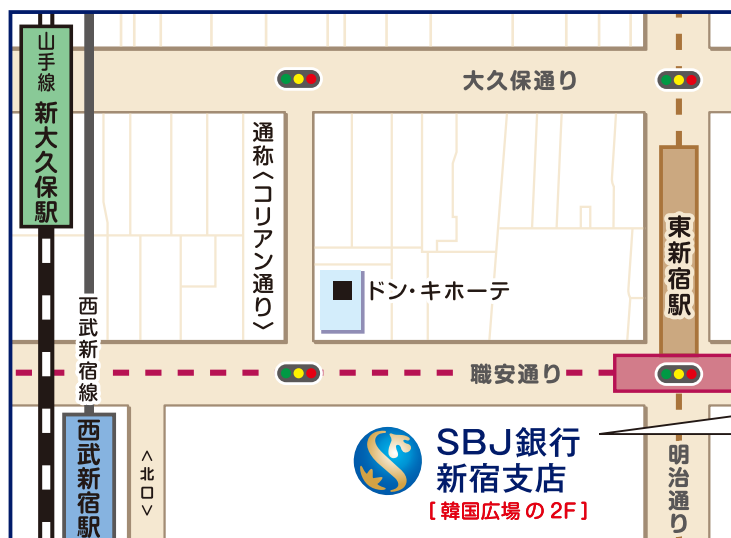 山手線 新大久保駅
大久保通り
通称〈コリアン通り〉
東新宿駅
ドン・キホーテ
西武新宿線
職安通り
西武新宿駅
〈北口〉
SBJ銀行
新宿支店
[韓国広場の2F]
明治通り